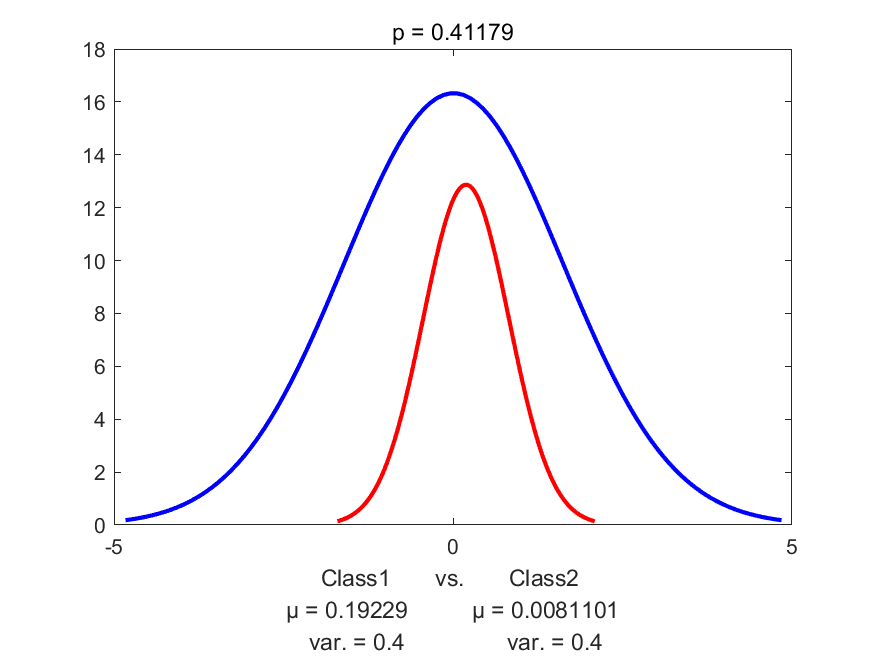 p = 0.41179
18
16
14
12
10
8
6
4
2
0
-5 0 5
Class1 vs. Class2
μ = 0.19229 μ = 0.0081101
var. = 0.4 var. = 0.4